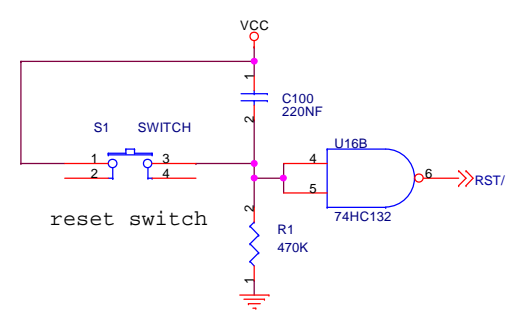 VCC
1
C100
220NF
2
S1 SWITCH
1 3
2 4
U16B
4
6
5
RST/
74HC132
reset switch
2
R1
470K
1